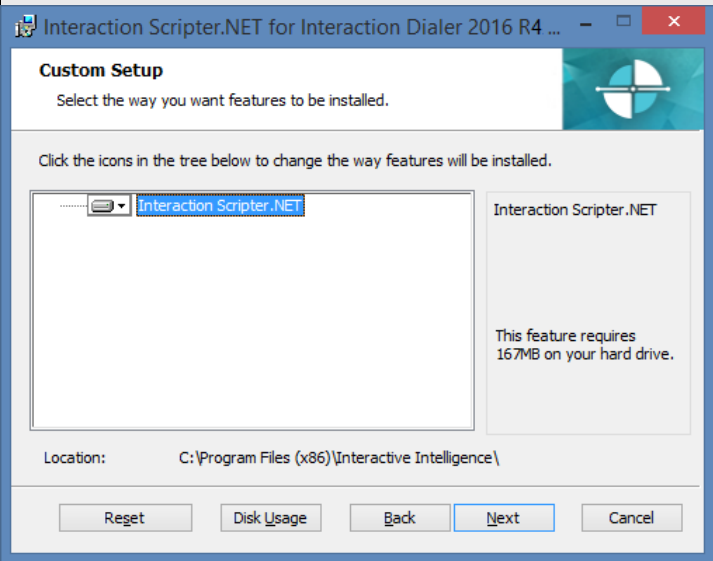 Interaction Scripter.NET for Interaction Dialer 2016 R4 ...
Custom Setup
Select the way you want features to be installed.
Click the icons in the tree below to change the way features will be installed.
Interaction Scripter.NET
Interaction Scripter.NET
This feature requires
167MB on your hard drive.
Location: C:\Program Files (x86)\Interactive Intelligence\
Reset Disk Usage Back Next Cancel